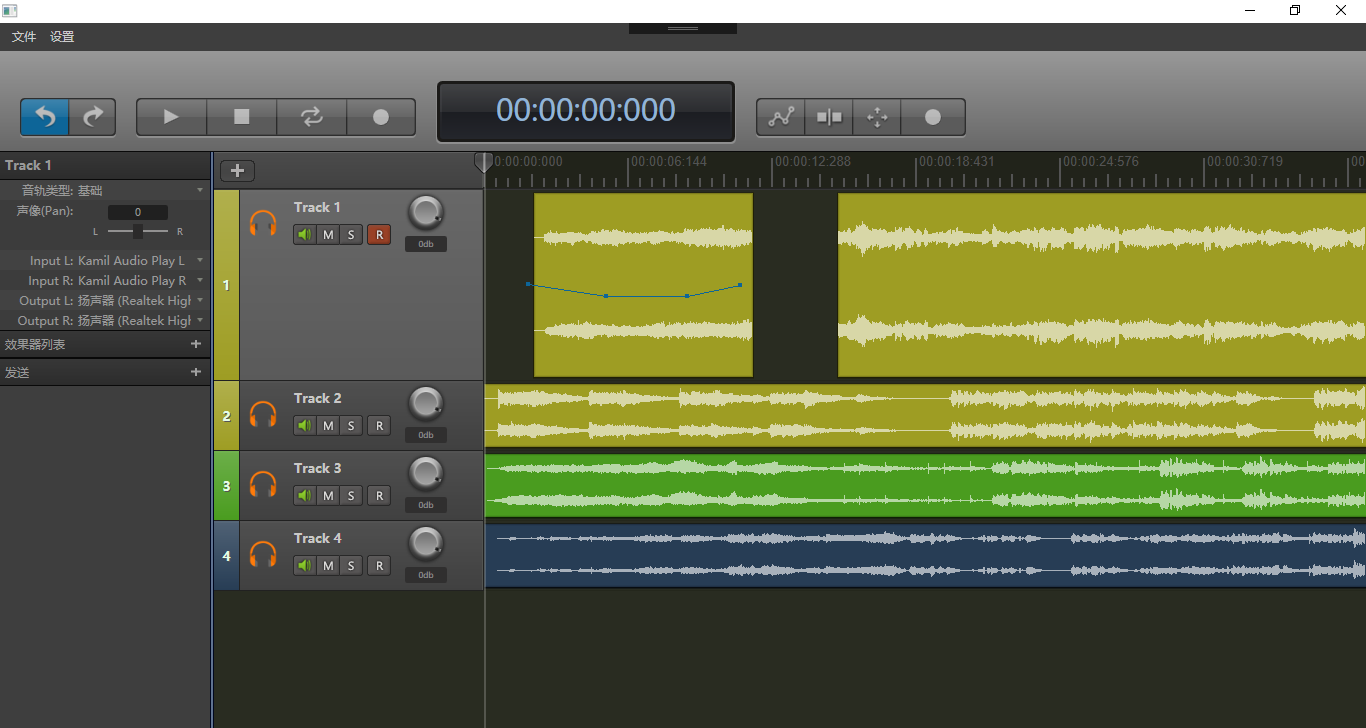 文件 设置
00:00:00:000
Track 1
音轨类型: 基础
声像(Pan): 0
L R
Input L: Kamil Audio Play L
Input R: Kamil Audio Play R
Output L: 扬声器 (Realtek High
Output R: 扬声器 (Realtek High
效果器列表 +
发送 +
+
0:00:00:000 00:00:06:144 00:00:12:288 00:00:18:431 00:00:24:576 00:00:30:719 00
1
Track 1
M S R
0db
2
Track 2
M S R
0db
3
Track 3
M S R
0db
4
Track 4
M S R
0db